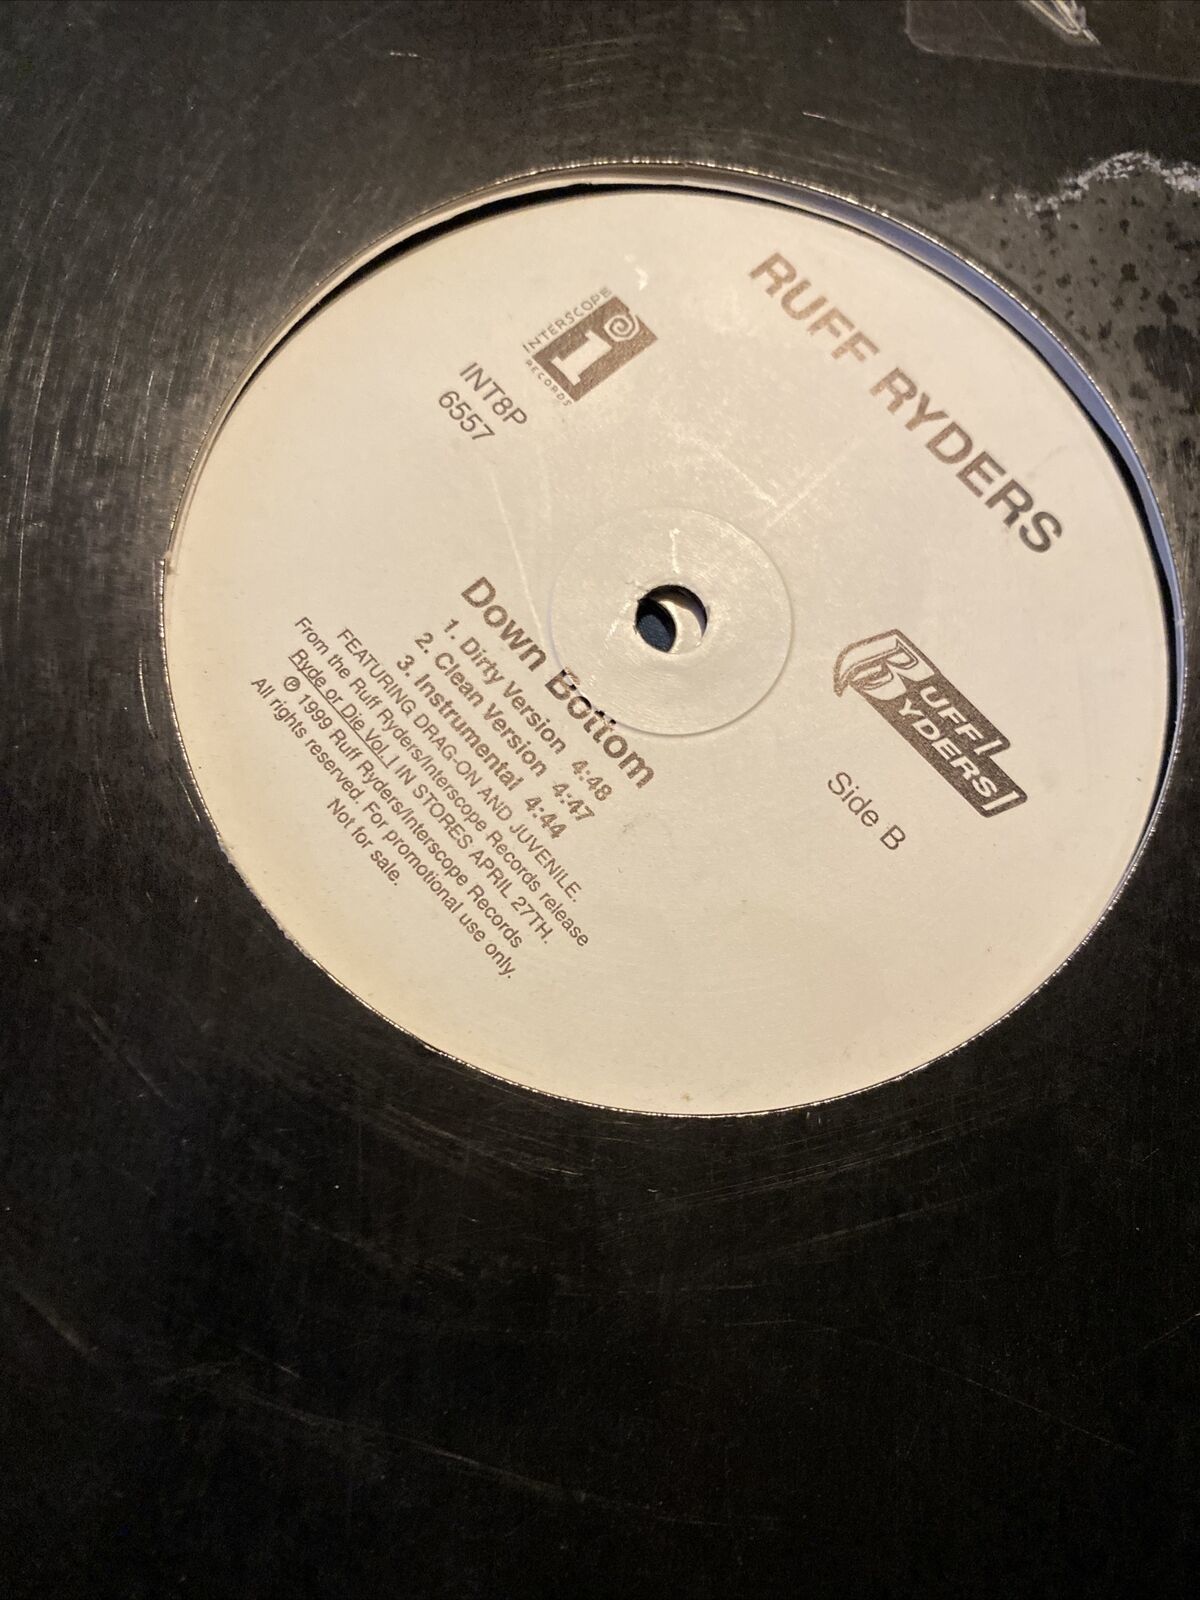 RUFF RYDERS
INTERSCOPE
RECORDS
INT8P
6557
RUFF
RYDERS
Side B
Down Bottom
1. Dirty Version 4:48
2. Clean Version 4:47
3. Instrumental 4:44
FEATURING DRAG-ON AND JUVENILE.
From the Ruff Ryders/Interscope Records release
Ryde or Die Vol. I IN STORES APRIL 27TH.
℗ 1999 Ruff Ryders/Interscope Records
All rights reserved. For promotional use only.
Not for sale.